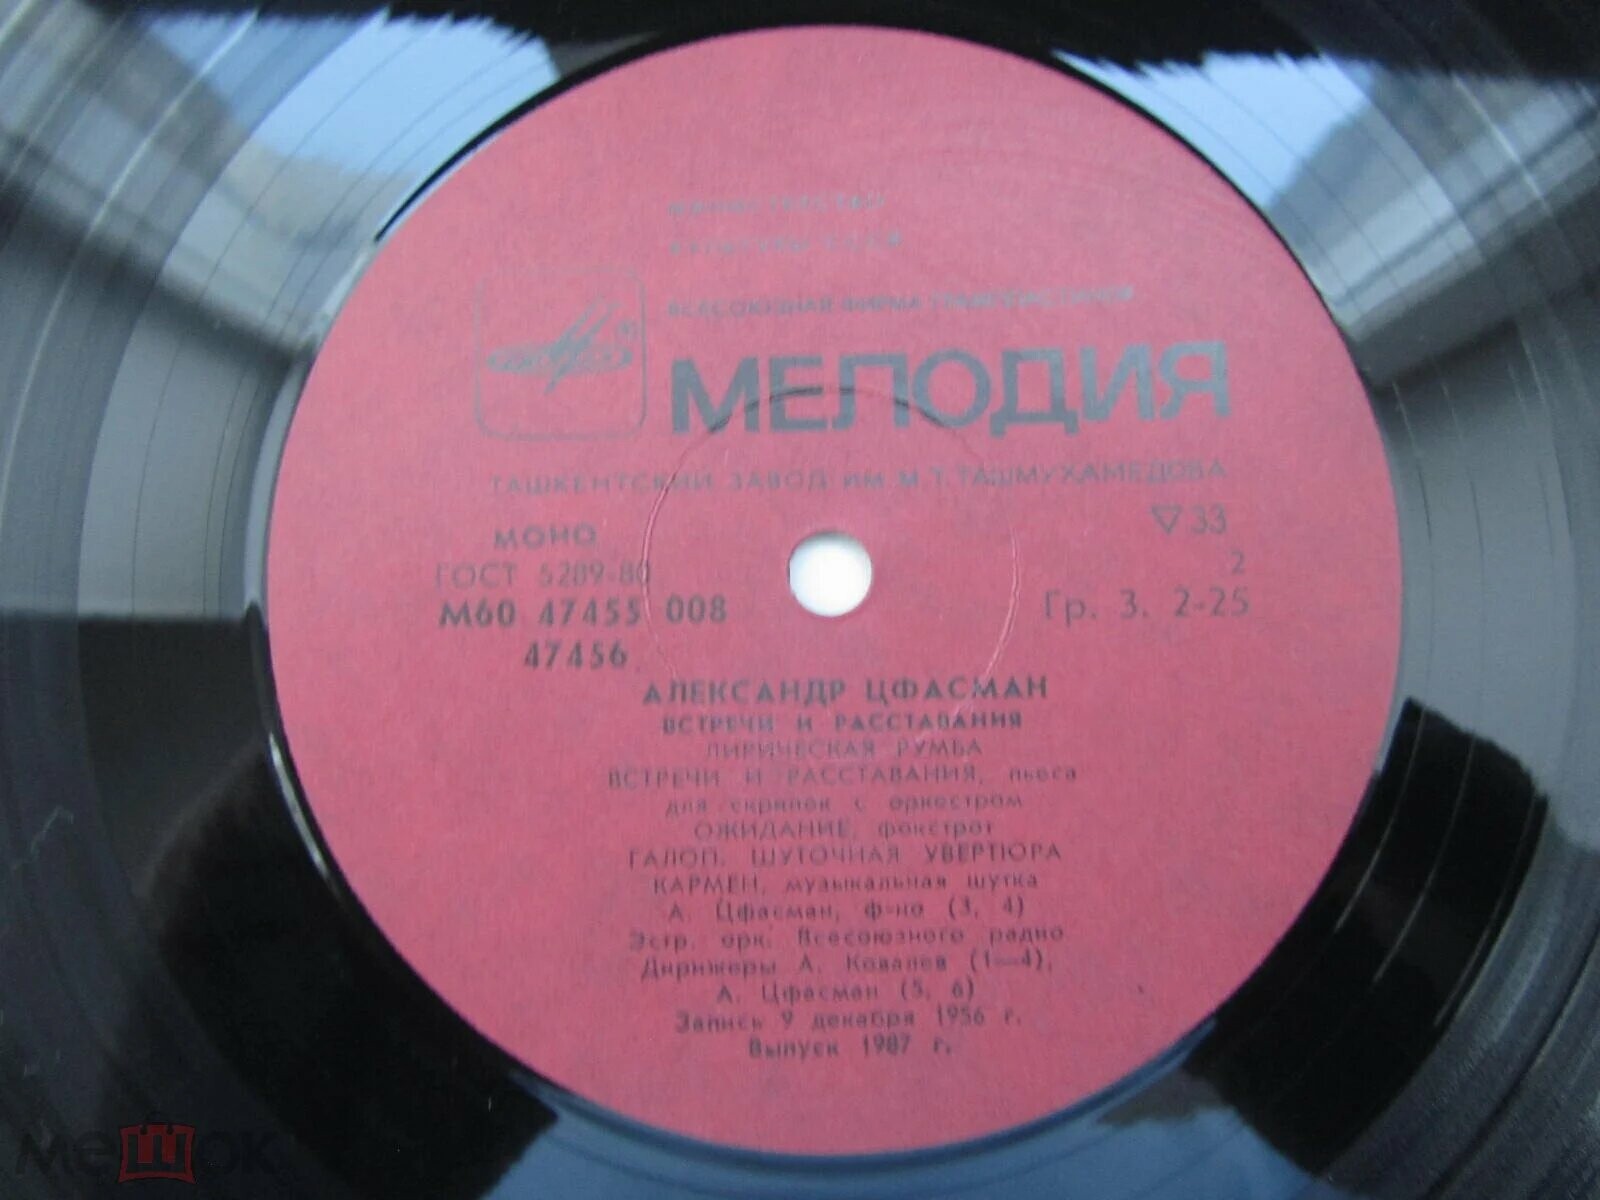 МИНИСТЕРСТВО
КУЛЬТУРЫ СССР
ВСЕСОЮЗНАЯ ФИРМА ГРАМПЛАСТИНОК
МЕЛОДИЯ
ТАШКЕНТСКИЙ ЗАВОД ИМ М.Т.ТАШМУХАМЕДОВА
МОНО
▽33
ГОСТ 5289-80
2
М60 47455 008
Гр. 3. 2-25
47456
АЛЕКСАНДР ЦФАСМАН
ВСТРЕЧИ И РАССТАВАНИЯ
ЛИРИЧЕСКАЯ РУМБА
ВСТРЕЧИ И РАССТАВАНИЯ, пьеса
для скрипок с оркестром
ОЖИДАНИЕ, фокстрот
ГАЛОП. ШУТОЧНАЯ УВЕРТЮРА
КАРМЕН, музыкальная шутка
А. Цфасман, ф-но (3, 4)
Эстр. орк. Всесоюзного радио
Дирижеры А. Ковалев (1—4),
А. Цфасман (5, 6)
Запись 9 декабря 1956 г.
Выпуск 1987 г.
мешок